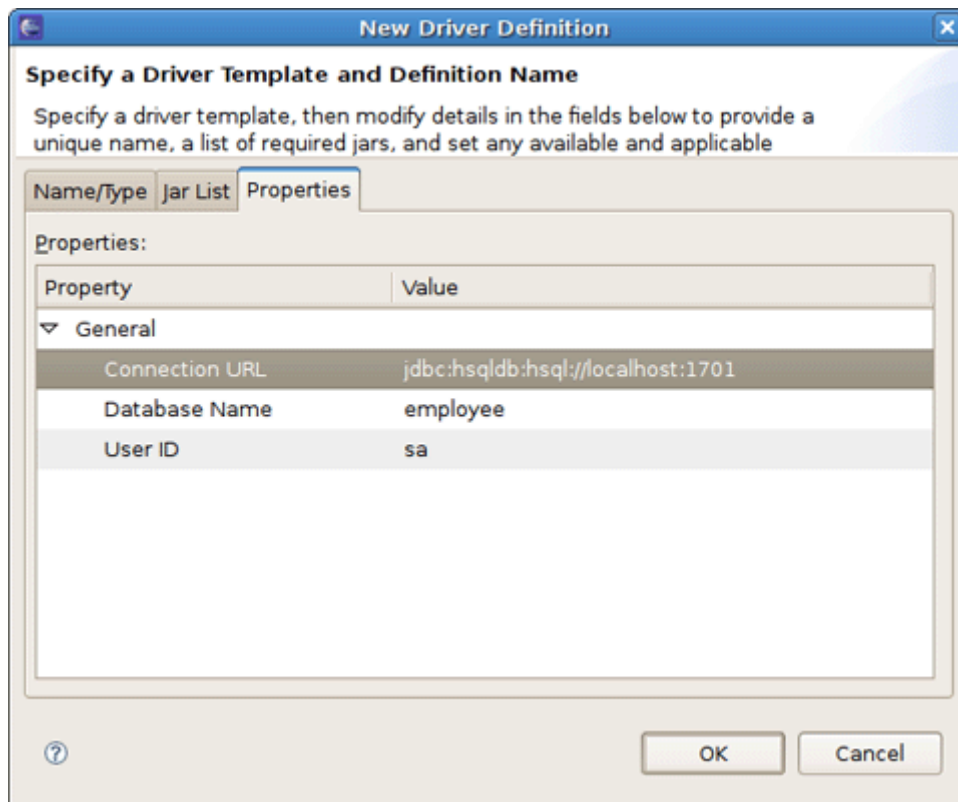 New Driver Definition
Specify a Driver Template and Definition Name
Specify a driver template, then modify details in the fields below to provide a
unique name, a list of required jars, and set any available and applicable
Name/Type Jar List Properties
Properties:
Property Value
General
Connection URL jdbc:hsqldb:hsql://localhost:1701
Database Name employee
User ID sa
? OK Cancel